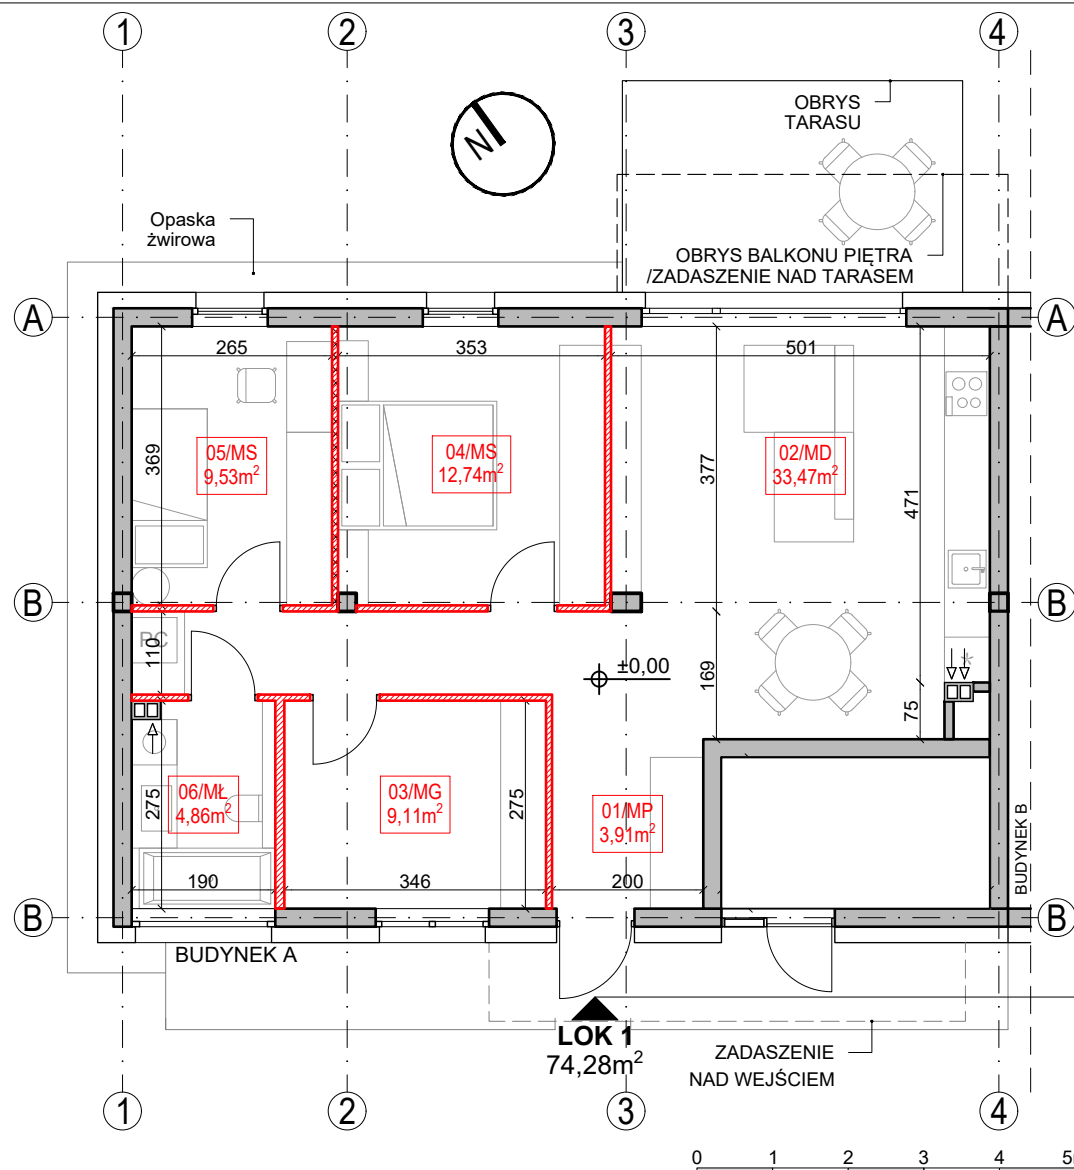 1
2
3
4
OBRYS
TARASU
N
Opaska
żwirowa
OBRYS BALKONU PIĘTRA
/ZADASZENIE NAD TARASEM
A
A
265
353
501
369
05/MS
9,53m²
04/MS
12,74m²
377
02/MD
33,47m²
471
B
B
PC
110
±0,00
169
75
275
06/MŁ
4,86m²
03/MG
9,11m²
275
01/MP
3,91m²
190
346
200
BUDYNEK B
B
B
BUDYNEK A
LOK 1
74,28m²
ZADASZENIE
NAD WEJŚCIEM
1
2
3
4
0 1 2 3 4 5